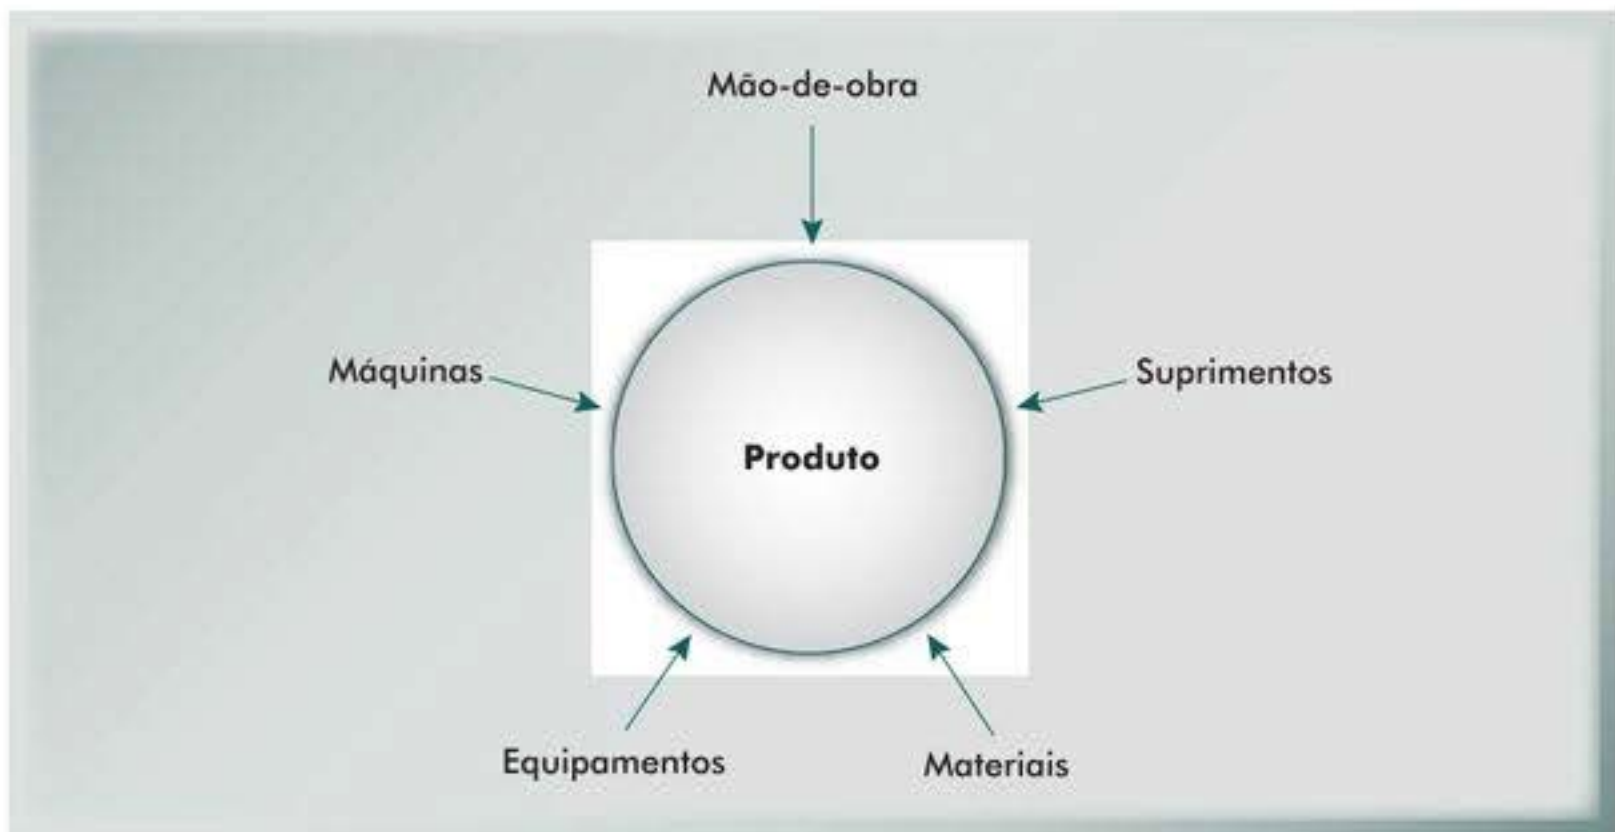 Mão-de-obra
Máquinas
Suprimentos
Produto
Equipamentos
Materiais